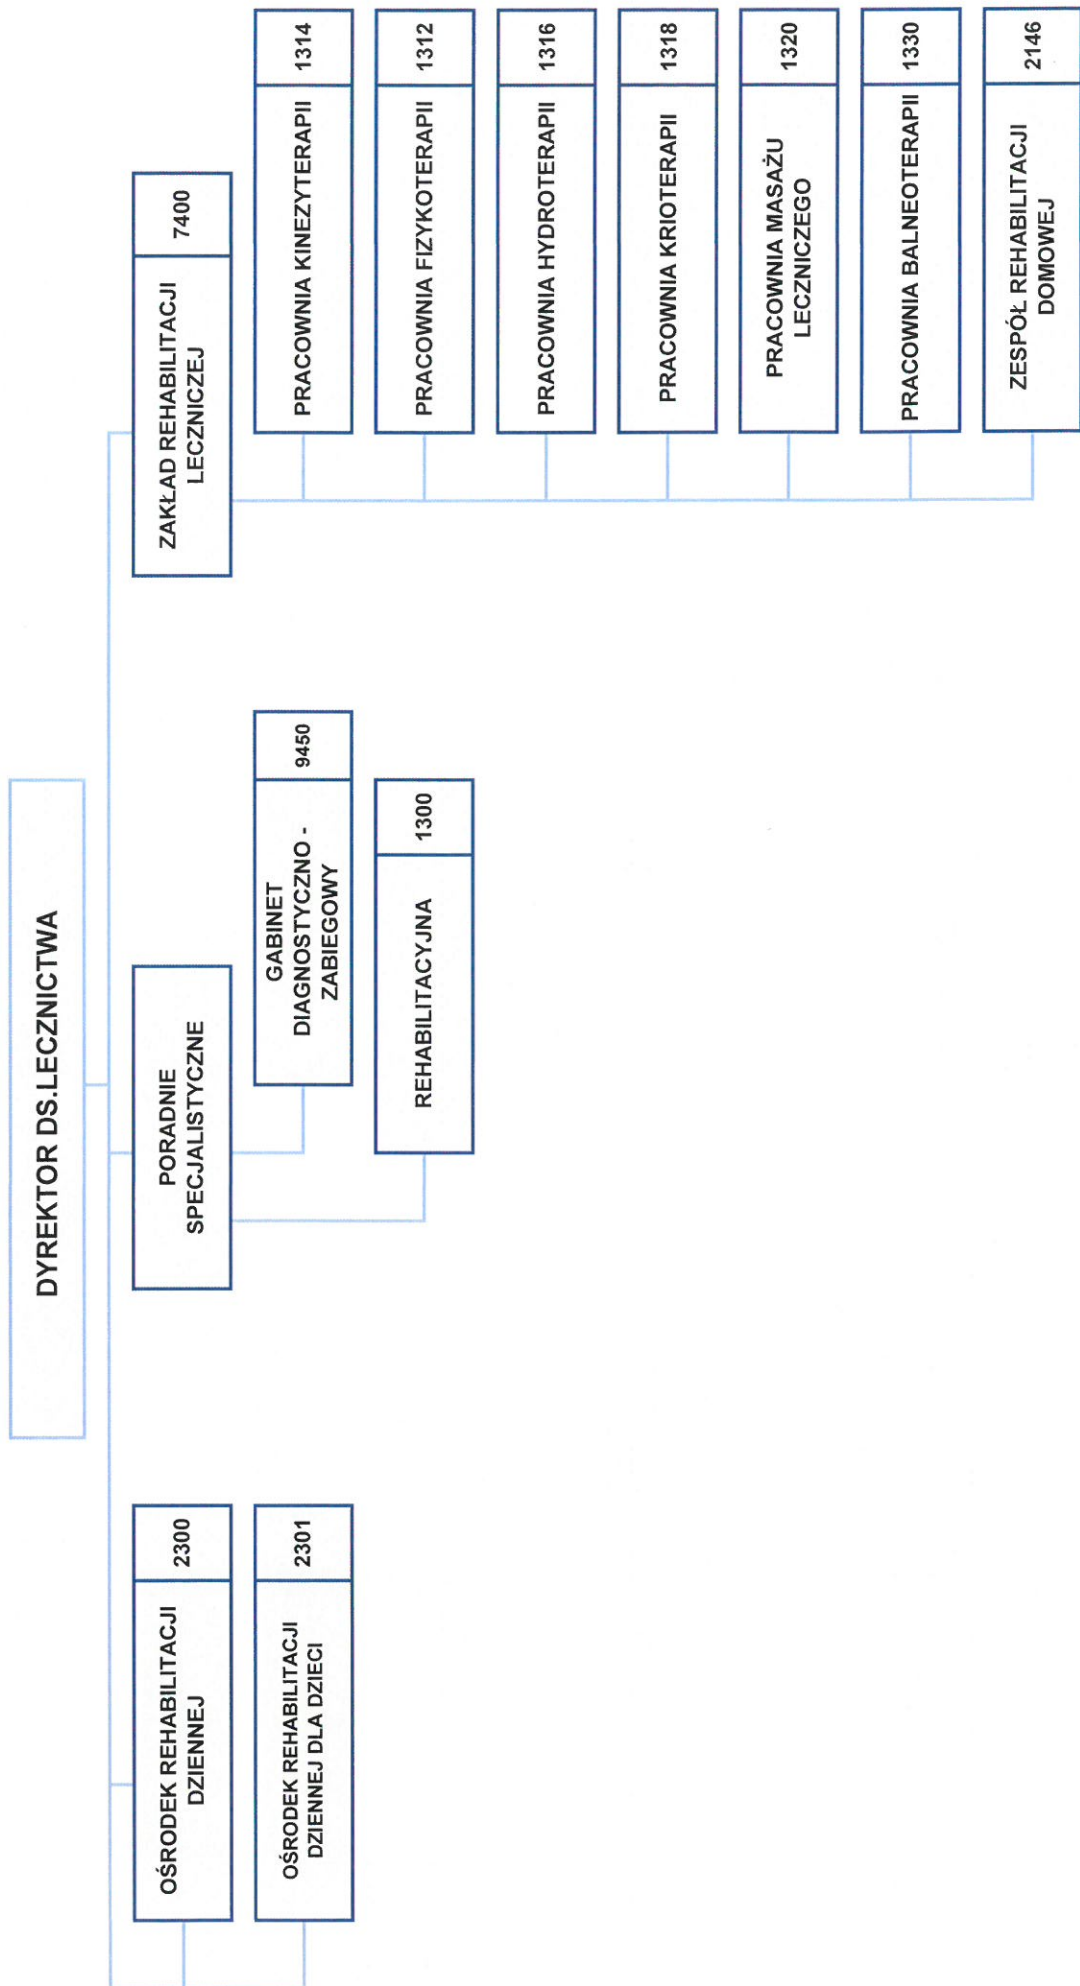 DYREKTOR DS.LECZNICTWA
OŚRODEK REHABILITACJI
DZIENNEJ
2300
OŚRODEK REHABILITACJI
DZIENNEJ DLA DZIECI
2301
PORADNIE
SPECJALISTYCZNE
GABINET
DIAGNOSTYCZNO -
ZABIEGOWY
9450
REHABILITACYJNA
1300
ZAKŁAD REHABILITACJI
LECZNICZEJ
7400
PRACOWNIA KINEZYTERAPII
1314
PRACOWNIA FIZYKOTERAPII
1312
PRACOWNIA HYDROTERAPII
1316
PRACOWNIA KRIOTERAPII
1318
PRACOWNIA MASAŻU
LECZNICZEGO
1320
PRACOWNIA BALNEOTERAPII
1330
ZESPÓŁ REHABILITACJI
DOMOWEJ
2146